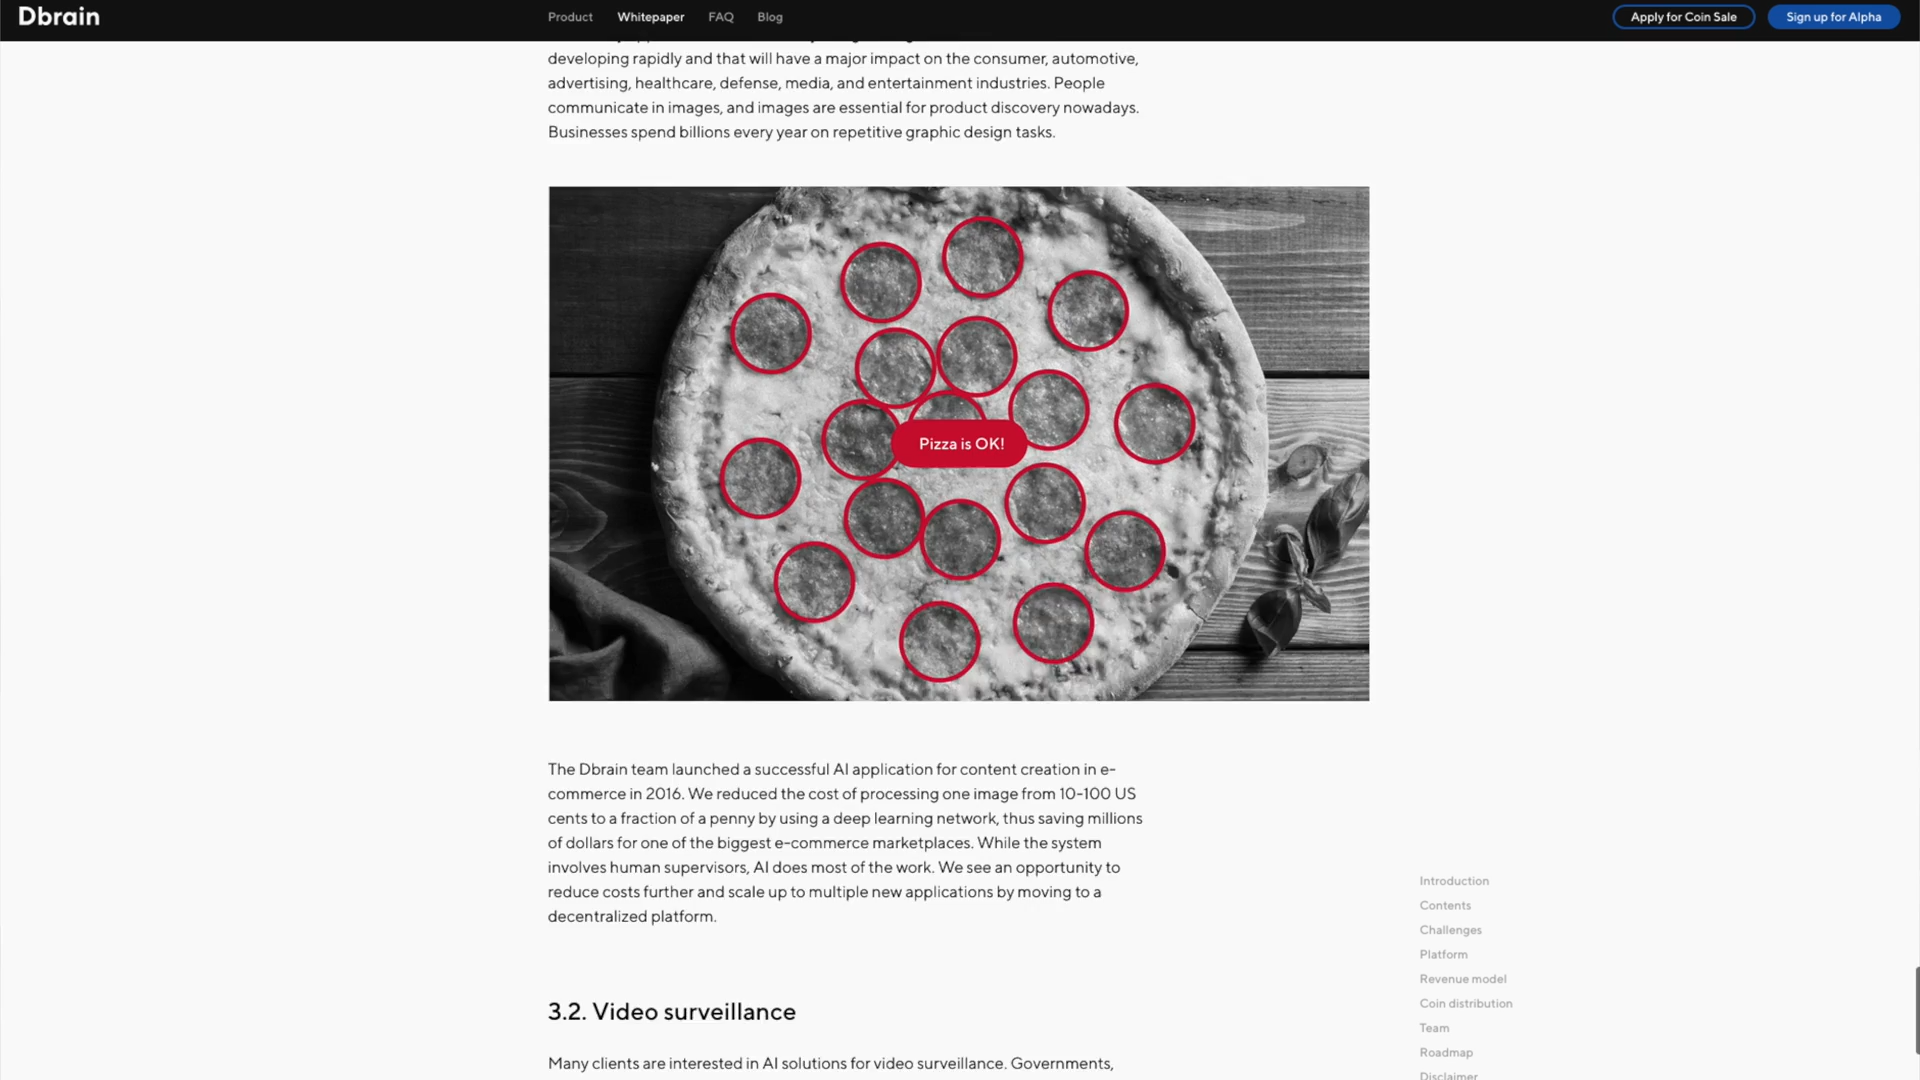 Dbrain
Product
Whitepaper
FAQ
Blog
Apply for Coin Sale
Sign up for Alpha
developing rapidly and that will have a major impact on the consumer, automotive,
advertising, healthcare, defense, media, and entertainment industries. People
communicate in images, and images are essential for product discovery nowadays.
Businesses spend billions every year on repetitive graphic design tasks.
Pizza is OK!
The Dbrain team launched a successful AI application for content creation in e-
commerce in 2016. We reduced the cost of processing one image from 10-100 US
cents to a fraction of a penny by using a deep learning network, thus saving millions
of dollars for one of the biggest e-commerce marketplaces. While the system
involves human supervisors, AI does most of the work. We see an opportunity to
reduce costs further and scale up to multiple new applications by moving to a
decentralized platform.
3.2. Video surveillance
Many clients are interested in AI solutions for video surveillance. Governments,
Introduction
Contents
Challenges
Platform
Revenue model
Coin distribution
Team
Roadmap
Disclaimer